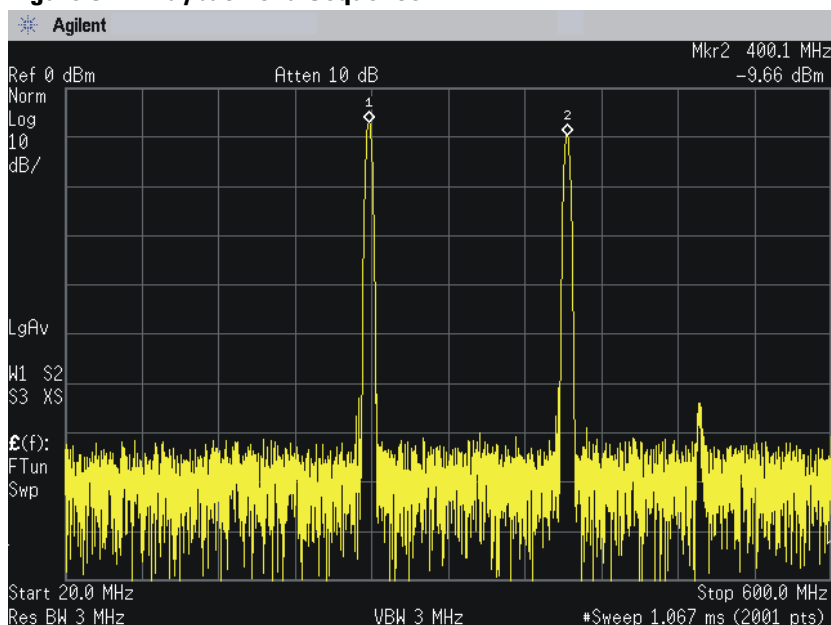 Agilent
Mkr2 400.1 MHz
Ref 0 dBm Atten 10 dB -9.66 dBm
Norm
Log
10
dB/
1
2
LgAv
W1 S2
S3 XS
£(f):
FTun
Swp
Start 20.0 MHz Stop 600.0 MHz
Res BW 3 MHz VBW 3 MHz #Sweep 1.067 ms (2001 pts)